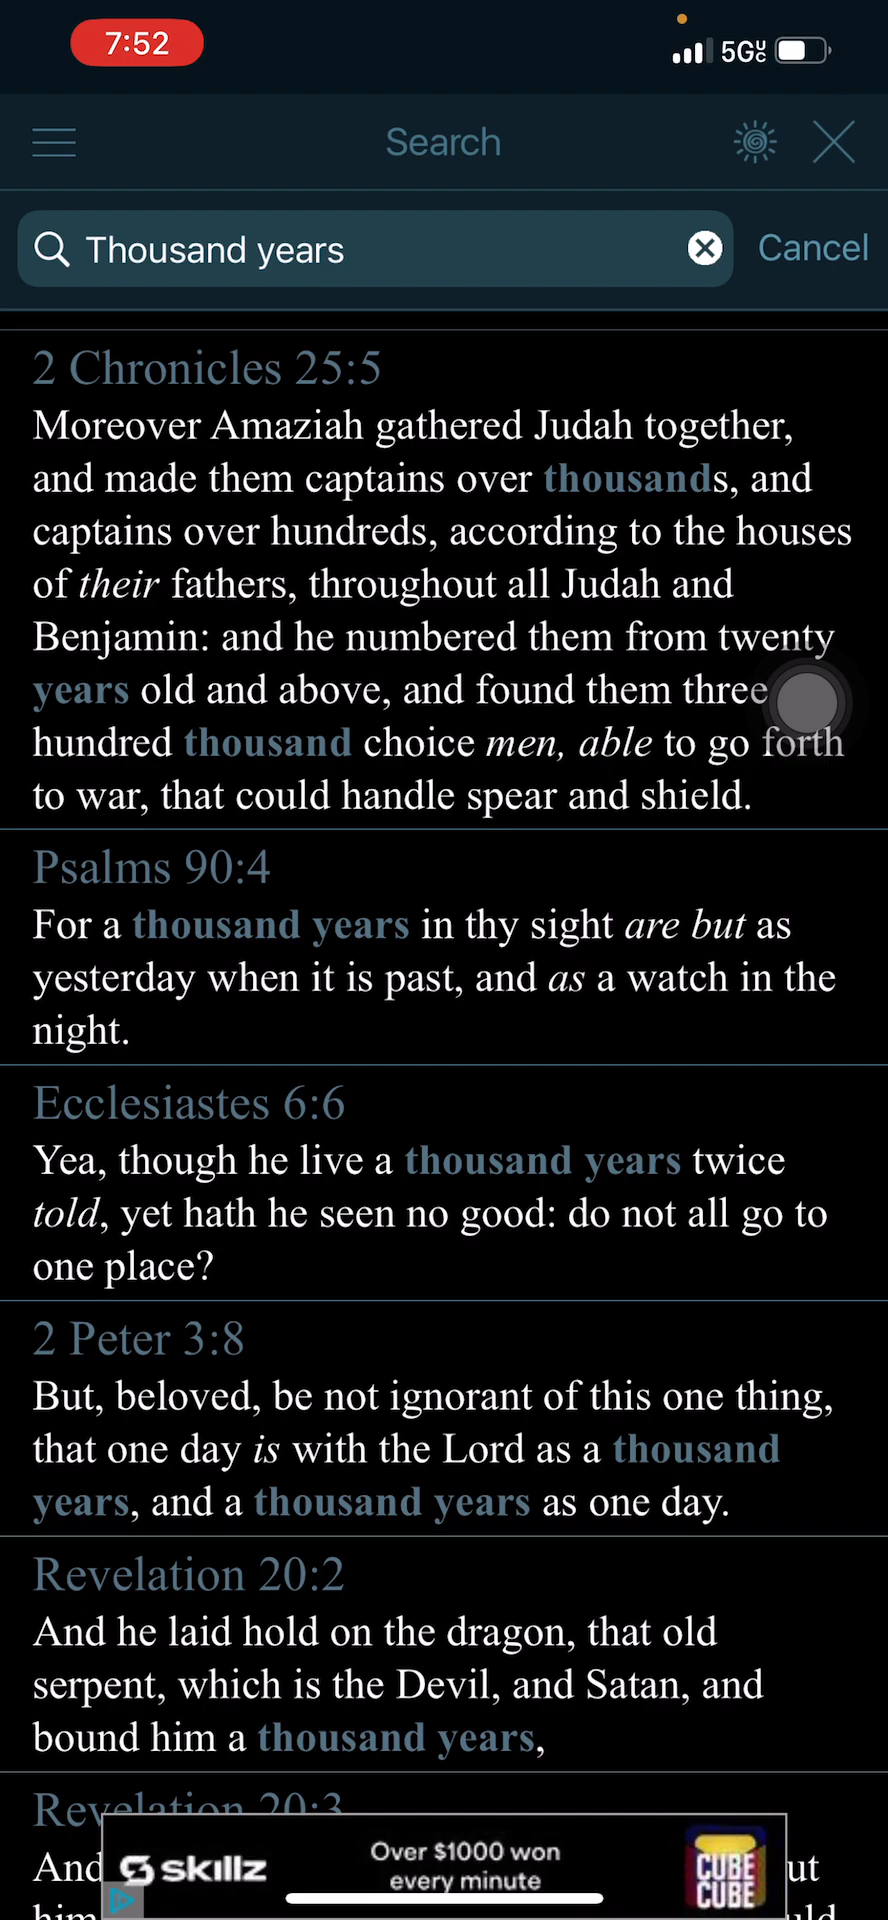 7:52
5G UC
Search
Thousand years
Cancel
2 Chronicles 25:5
Moreover Amaziah gathered Judah together,
and made them captains over thousands, and
captains over hundreds, according to the houses
of their fathers, throughout all Judah and
Benjamin: and he numbered them from twenty
years old and above, and found them three
hundred thousand choice men, able to go forth
to war, that could handle spear and shield.
Psalms 90:4
For a thousand years in thy sight are but as
yesterday when it is past, and as a watch in the
night.
Ecclesiastes 6:6
Yea, though he live a thousand years twice
told, yet hath he seen no good: do not all go to
one place?
2 Peter 3:8
But, beloved, be not ignorant of this one thing,
that one day is with the Lord as a thousand
years, and a thousand years as one day.
Revelation 20:2
And he laid hold on the dragon, that old
serpent, which is the Devil, and Satan, and
bound him a thousand years,
Revelation 20:3
And
skillz
Over $1000 won
every minute
CUBE
CUBE